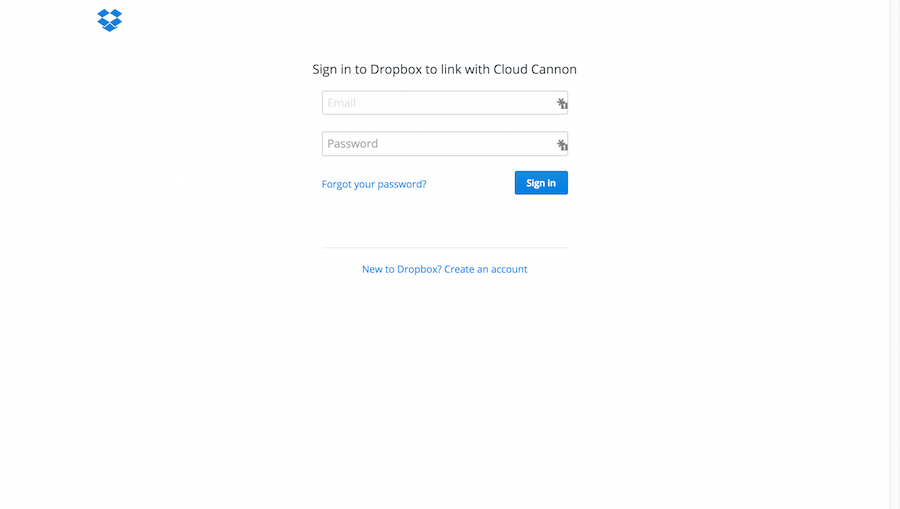 Sign in to Dropbox to link with Cloud Cannon
Email
Password
Forgot your password?
Sign in
New to Dropbox? Create an account